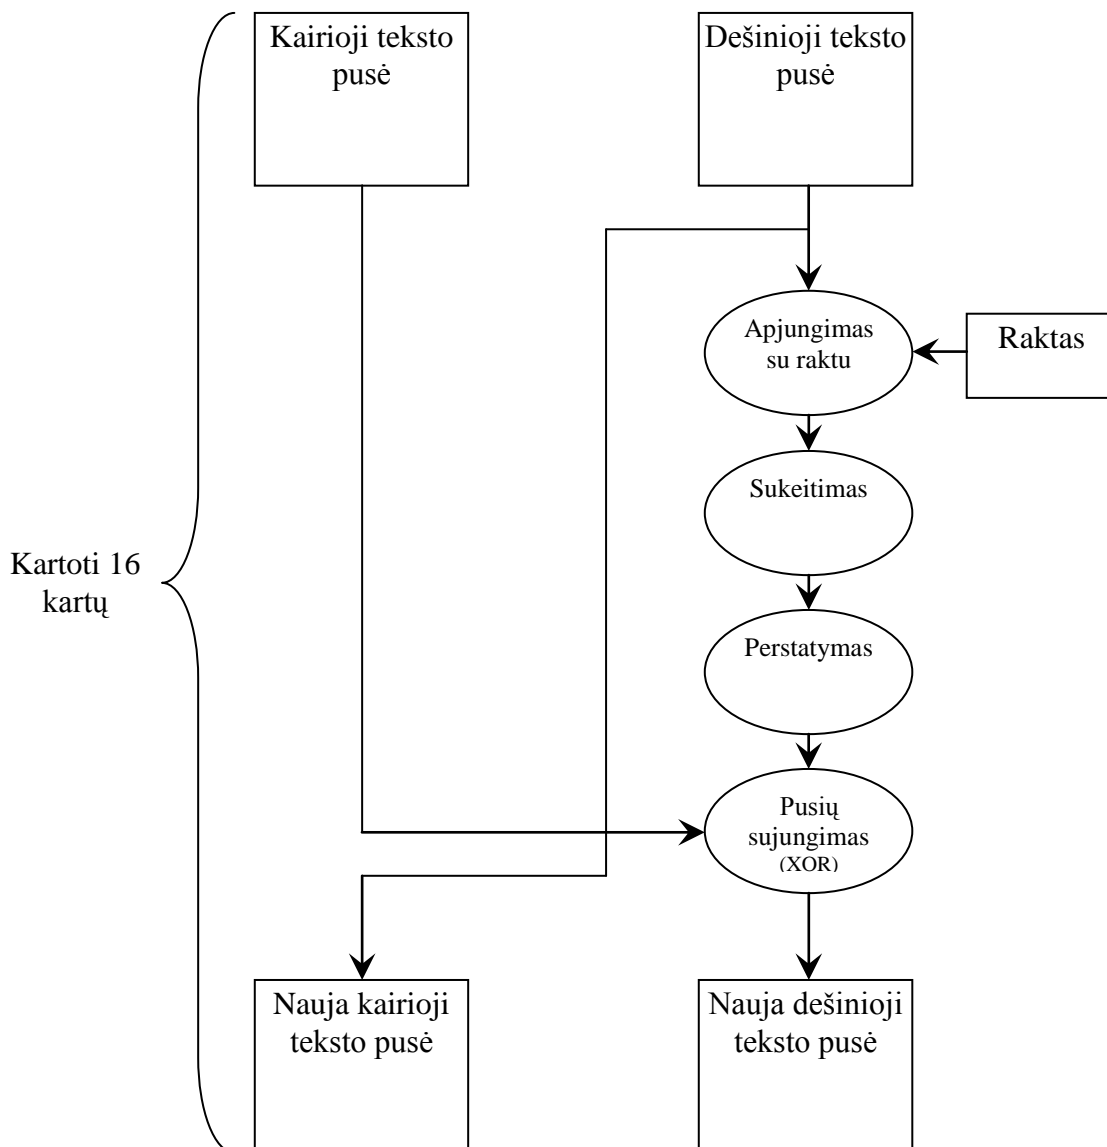 Kairioji teksto
pusė
Dešinioji teksto
pusė
Apjungimas
su raktu
Raktas
Sukeitimas
Kartoti 16
kartų
Perstatymas
Pusių
sujungimas
(XOR)
Nauja kairioji
teksto pusė
Nauja dešinioji
teksto pusė